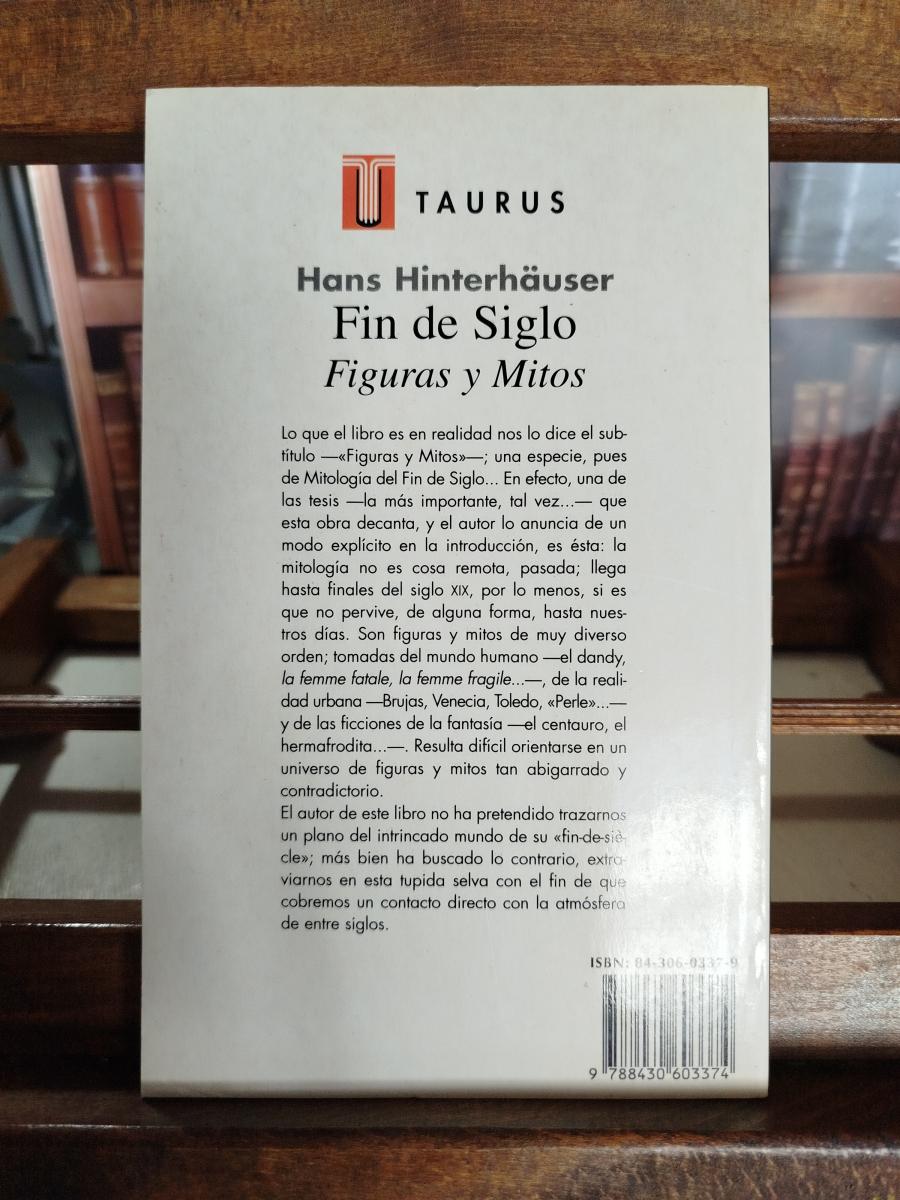 TAURUS
Hans Hinterhäuser
Fin de Siglo
Figuras y Mitos
Lo que el libro es en realidad nos lo dice el sub-
título —«Figuras y Mitos»—; una especie, pues
de Mitología del Fin de Siglo... En efecto, una de
las tesis —la más importante, tal vez...— que
esta obra decanta, y el autor lo anuncia de un
modo explícito en la introducción, es ésta: la
mitología no es cosa remota, pasada; llega
hasta finales del siglo XIX, por lo menos, si es
que no pervive, de alguna forma, hasta nues-
tros días. Son figuras y mitos de muy diverso
orden; tomadas del mundo humano —el dandy,
la femme fatale, la femme fragile...—, de la reali-
dad urbana —Brujas, Venecia, Toledo, «Perle»...—
y de las ficciones de la fantasía —el centauro, el
hermafrodita...—. Resulta difícil orientarse en un
universo de figuras y mitos tan abigarrado y
contradictorio.
El autor de este libro no ha pretendido trazarnos
un plano del intrincado mundo de su «fin-de-siè-
cle»; más bien ha buscado lo contrario, extra-
viarnos en esta tupida selva con el fin de que
cobremos un contacto directo con la atmósfera
de entre siglos.
ISBN: 84-306-0337-9
9 788430 603374